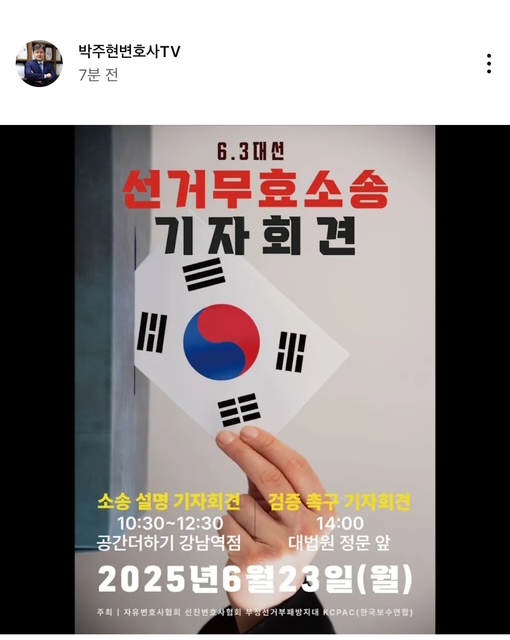 박주현변호사TV
7분 전
6.3대선
선거무효소송
기자회견
소송 설명 기자회견
10:30~12:30
공간더하기 강남역점
검증 촉구 기자회견
14:00
대법원 정문 앞
2025년6월23일(월)
주최 | 자유변호사협회 선진변호사협회 부정선거부패방지대 KCPAC(한국보수연합)